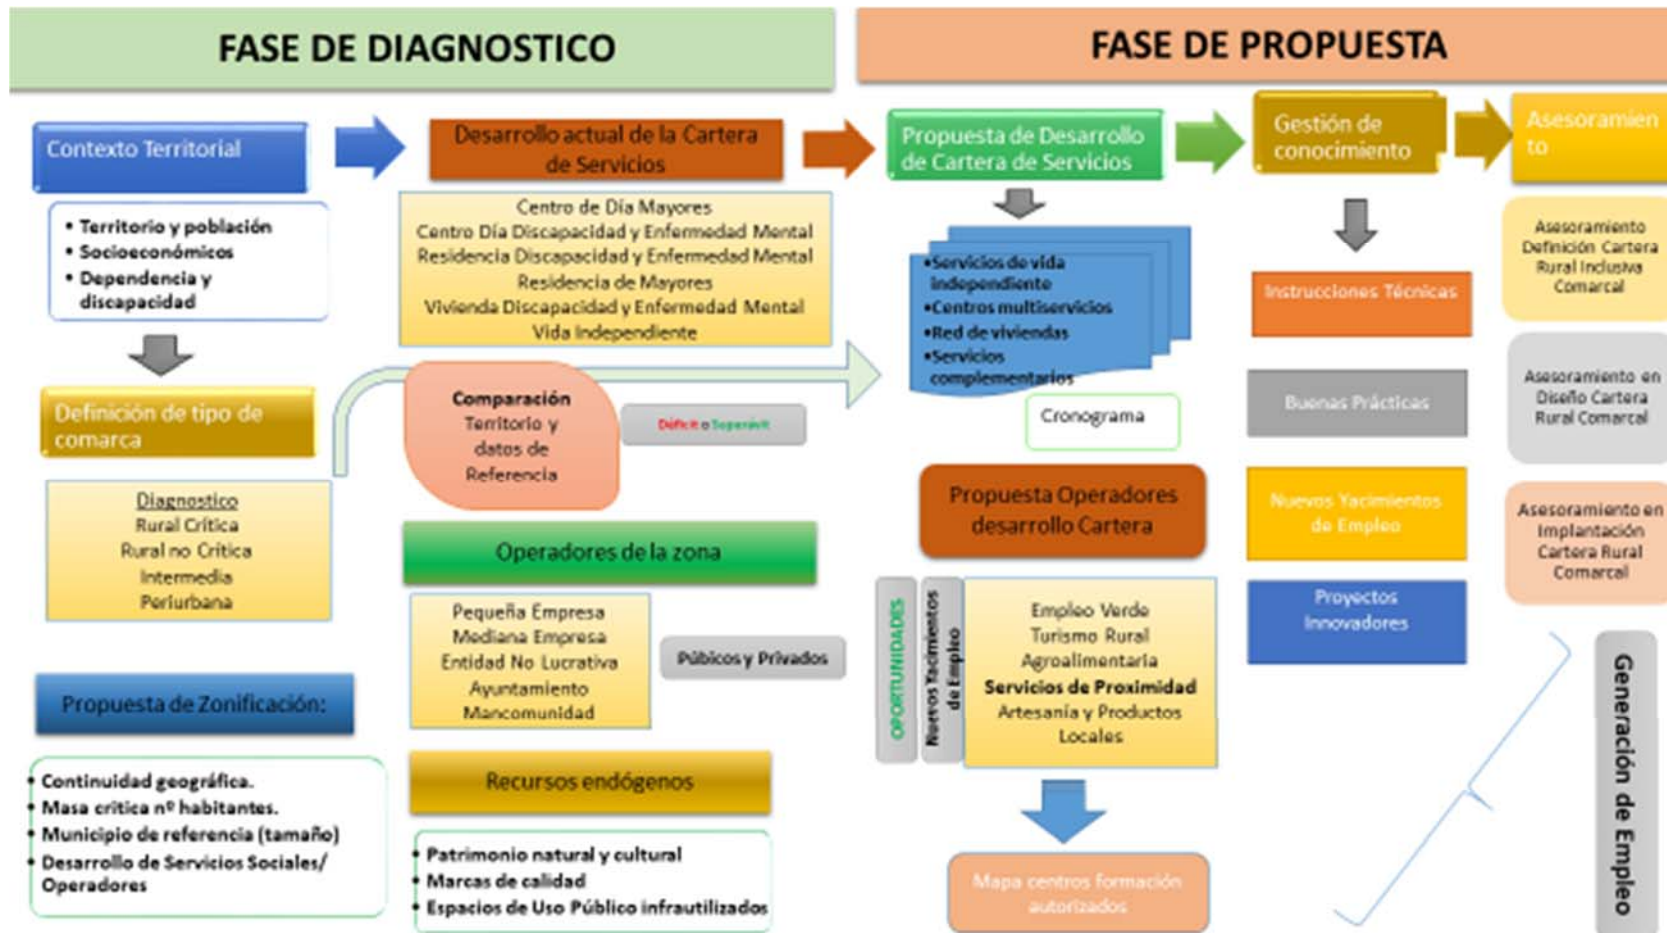 FASE DE DIAGNOSTICO
FASE DE PROPUESTA
Contexto Territorial
• Territorio y población
• Socioeconómicos
• Dependencia y
discapacidad
Definición de tipo de
comarca
Diagnostico
Rural Crítica
Rural no Crítica
Intermedia
Periurbana
Propuesta de Zonificación:
• Continuidad geográfica.
• Masa critica nº habitantes.
• Municipio de referencia (tamaño)
• Desarrollo de Servicios Sociales/
Operadores
Desarrollo actual de la Cartera
de Servicios
Centro de Día Mayores
Centro Día Discapacidad y Enfermedad Mental
Residencia Discapacidad y Enfermedad Mental
Residencia de Mayores
Vivienda Discapacidad y Enfermedad Mental
Vida Independiente
Comparación
Territorio y
datos de
Referencia
Déficit o Superávit
Operadores de la zona
Pequeña Empresa
Mediana Empresa
Entidad No Lucrativa
Ayuntamiento
Mancomunidad
Púbicos y Privados
Recursos endógenos
• Patrimonio natural y cultural
• Marcas de calidad
• Espacios de Uso Público infrautilizados
Propuesta de Desarrollo
de Cartera de Servicios
•Servicios de vida
independiente
•Centros multiservicios
•Red de viviendas
•Servicios
complementarios
Cronograma
Propuesta Operadores
desarrollo Cartera
OPORTUNIDADES
Nuevos Yacimientos
de Empleo
Empleo Verde
Turismo Rural
Agroalimentaria
Servicios de Proximidad
Artesanía y Productos
Locales
Mapa centros formación
autorizados
Gestión de
conocimiento
Instrucciones Técnicas
Buenas Prácticas
Nuevos Yacimientos
de Empleo
Proyectos
Innovadores
Asesoramien
to
Asesoramiento
Definición Cartera
Rural Inclusiva
Comarcal
Asesoramiento en
Diseño Cartera
Rural Comarcal
Asesoramiento en
Implantación
Cartera Rural
Comarcal
Generación de Empleo